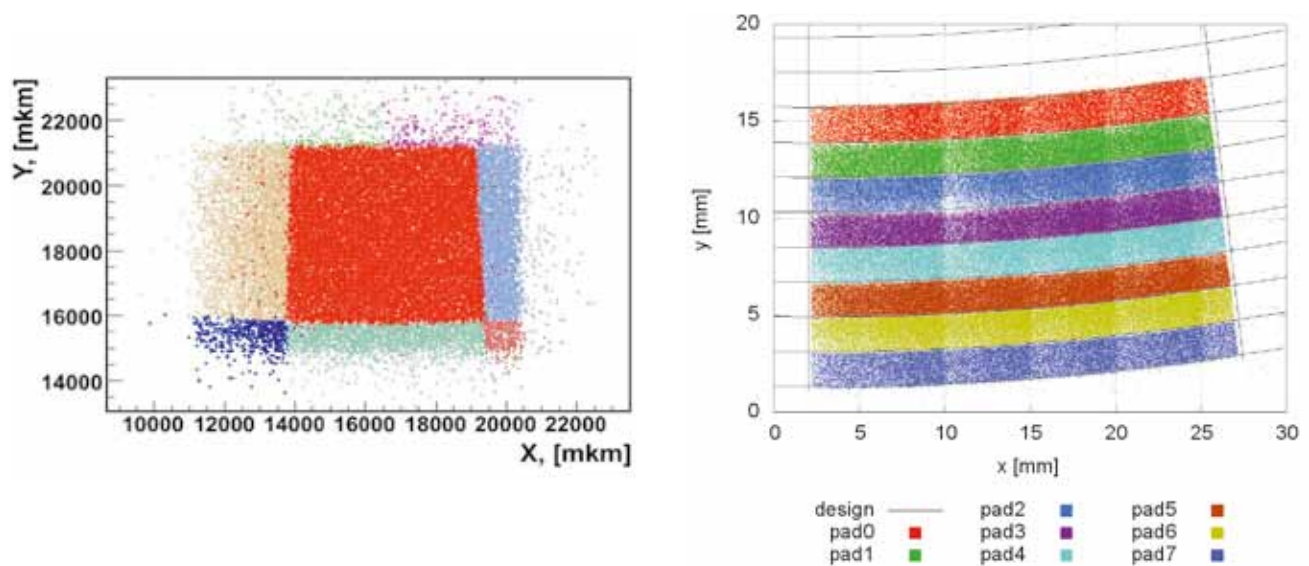 Y, [mkm]
22000
20000
18000
16000
14000
10000 12000 14000 16000 18000 20000 22000
X, [mkm]
20
15
10
5
0
y [mm]
0 5 10 15 20 25 30
x [mm]
design pad2 pad5
pad0 pad3 pad6
pad1 pad4 pad7